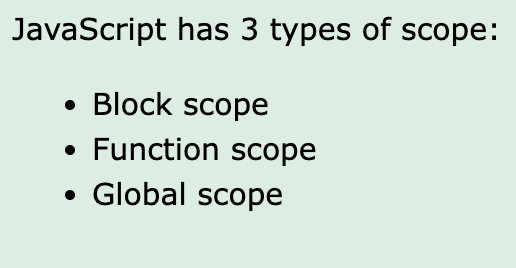 JavaScript has 3 types of scope:
• Block scope
• Function scope
• Global scope